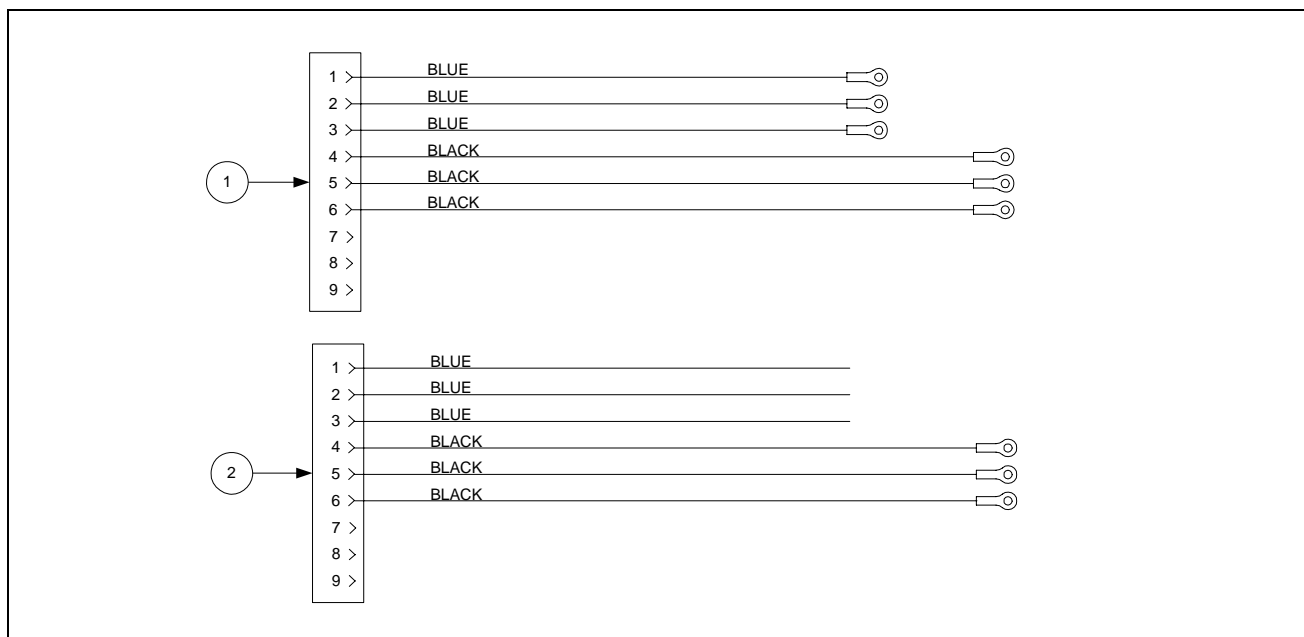 1 BLUE
2 BLUE
3 BLUE
4 BLACK
1
5 BLACK
6 BLACK
7
8
9
1 BLUE
2 BLUE
3 BLUE
4 BLACK
2
5 BLACK
6 BLACK
7
8
9